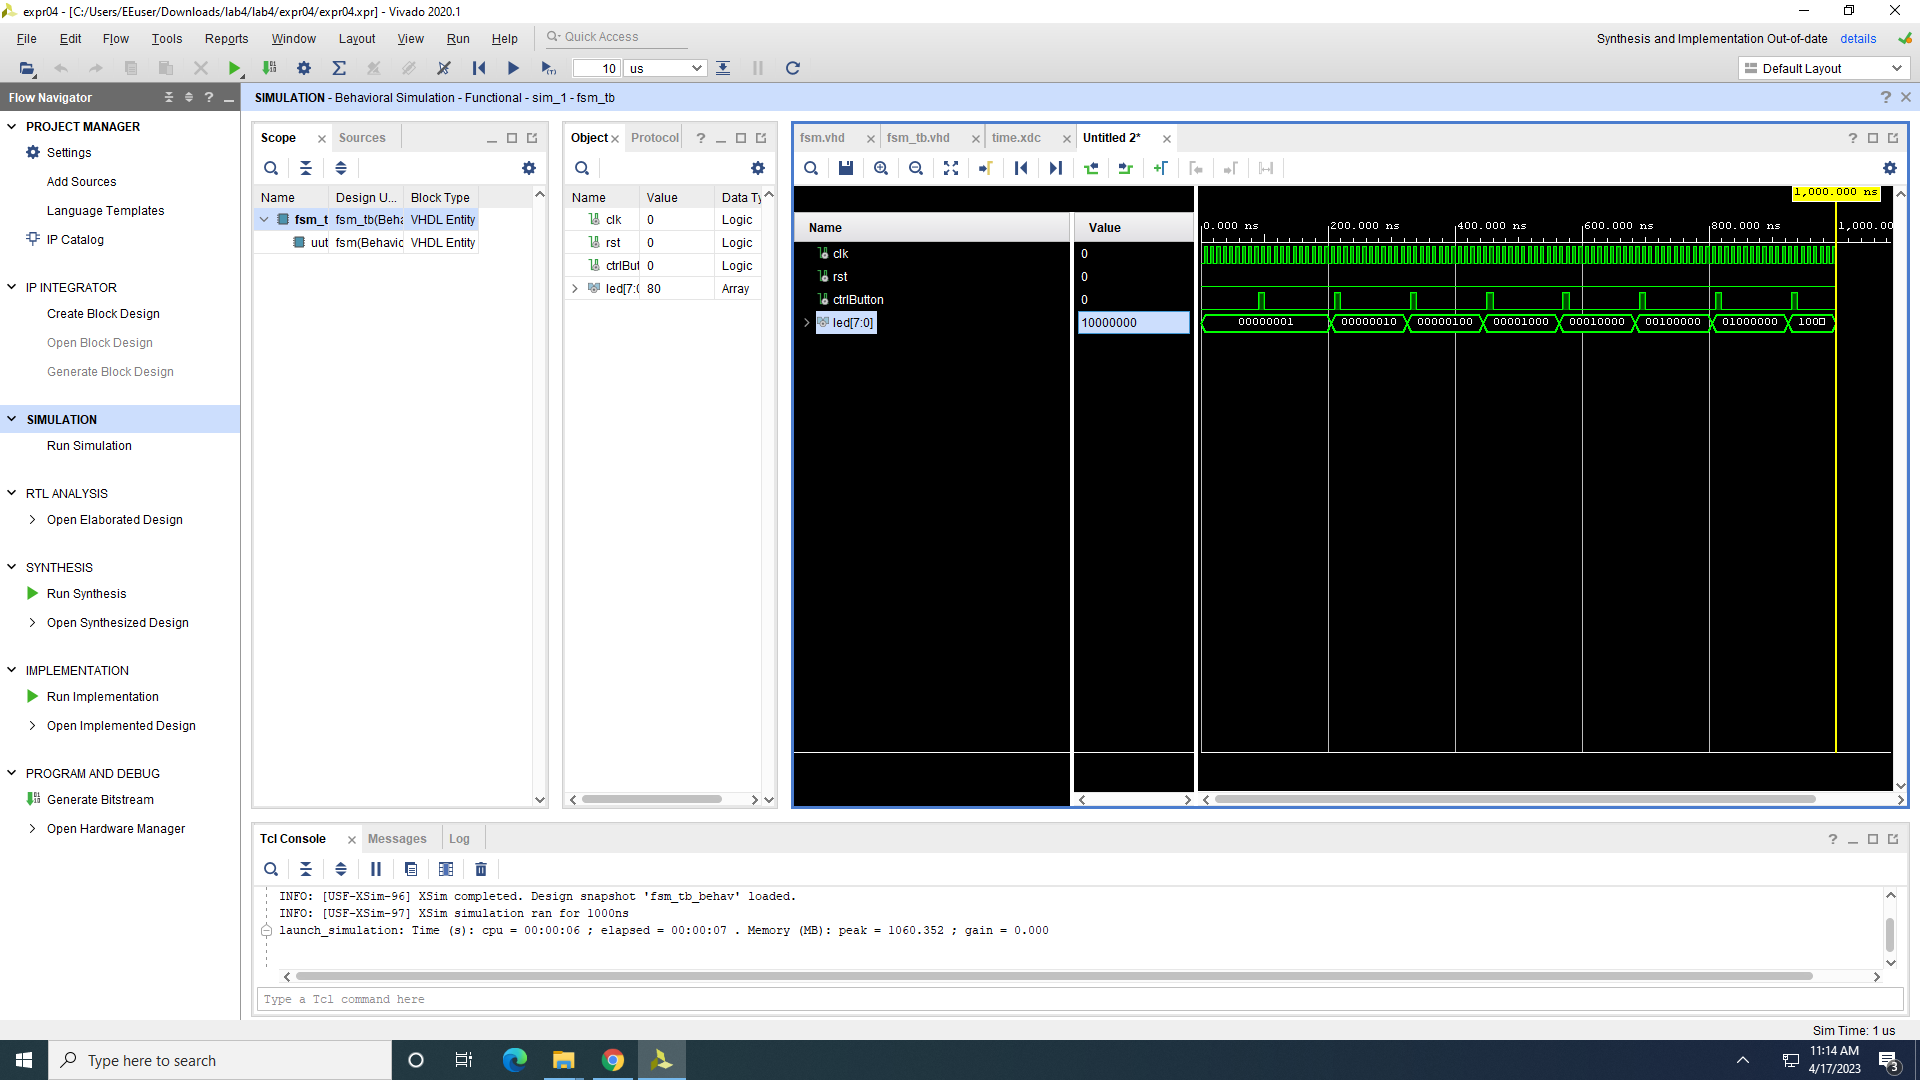 expr04 - [C:/Users/EEuser/Downloads/lab4/lab4/expr04/expr04.xpr] - Vivado 2020.1
File Edit Flow Tools Reports Window Layout View Run Help Quick Access
Synthesis and Implementation Out-of-date details
10 us
Default Layout
Flow Navigator
SIMULATION - Behavioral Simulation - Functional - sim_1 - fsm_tb
PROJECT MANAGER
Settings
Add Sources
Language Templates
IP Catalog
IP INTEGRATOR
Create Block Design
Open Block Design
Generate Block Design
SIMULATION
Run Simulation
RTL ANALYSIS
Open Elaborated Design
SYNTHESIS
Run Synthesis
Open Synthesized Design
IMPLEMENTATION
Run Implementation
Open Implemented Design
PROGRAM AND DEBUG
Generate Bitstream
Open Hardware Manager
Scope Sources
Name Design U... Block Type
fsm_t fsm_tb(Beha VHDL Entity
uut fsm(Behavio VHDL Entity
Object Protocol
Name Value Data Ty
clk 0 Logic
rst 0 Logic
ctrlBut 0 Logic
led[7:0 80 Array
fsm.vhd fsm_tb.vhd time.xdc Untitled 2*
Name Value
clk 0
rst 0
ctrlButton 0
led[7:0] 10000000
1,000.000 ns
0.000 ns 200.000 ns 400.000 ns 600.000 ns 800.000 ns 1,000.00
00000001 00000010 00000100 00001000 00010000 00100000 01000000 100
Tcl Console Messages Log
INFO: [USF-XSim-96] XSim completed. Design snapshot 'fsm_tb_behav' loaded.
INFO: [USF-XSim-97] XSim simulation ran for 1000ns
launch_simulation: Time (s): cpu = 00:00:06 ; elapsed = 00:00:07 . Memory (MB): peak = 1060.352 ; gain = 0.000
Type a Tcl command here
Sim Time: 1 us
Type here to search
11:14 AM
4/17/2023
3